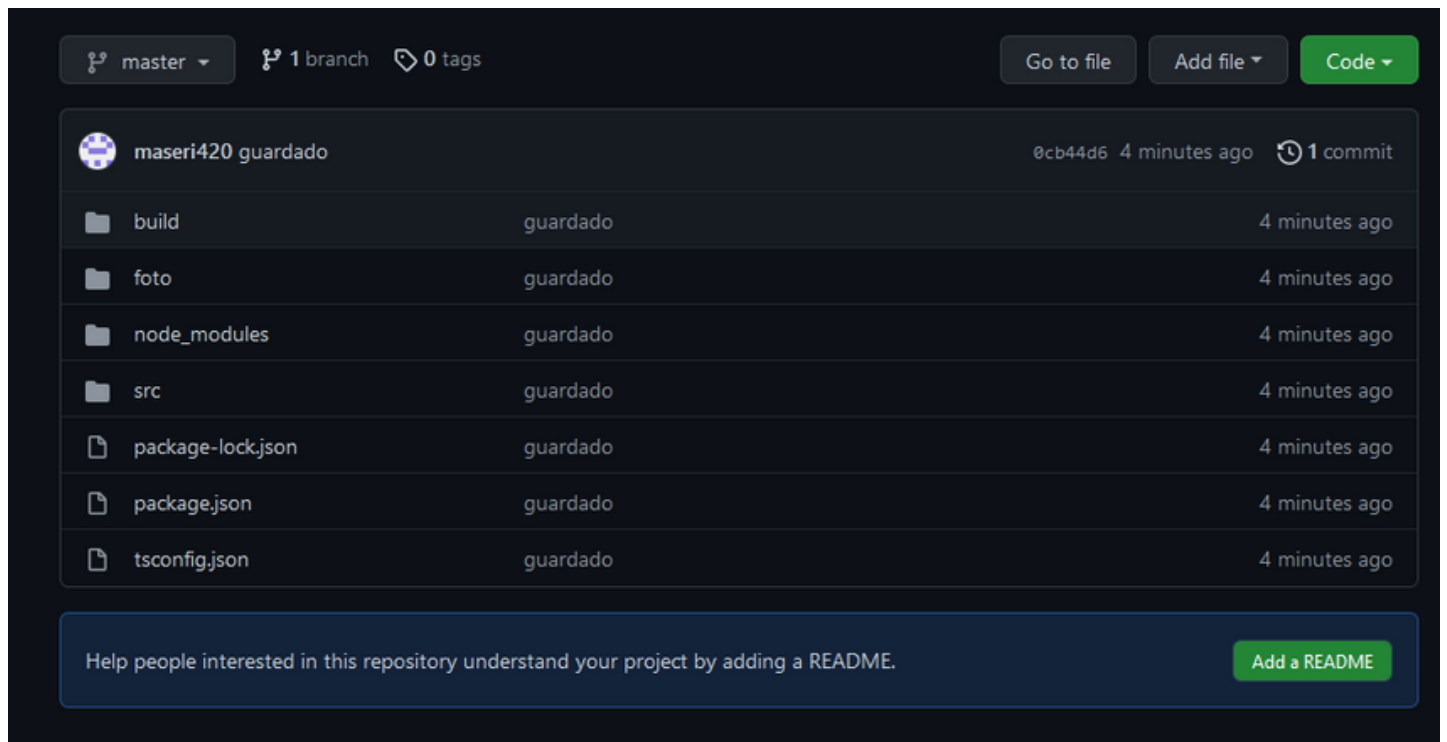 master 1 branch 0 tags Go to file Add file Code
maseri420 guardado 0cb44d6 4 minutes ago 1 commit
build guardado 4 minutes ago
foto guardado 4 minutes ago
node_modules guardado 4 minutes ago
src guardado 4 minutes ago
package-lock.json guardado 4 minutes ago
package.json guardado 4 minutes ago
tsconfig.json guardado 4 minutes ago
Help people interested in this repository understand your project by adding a README. Add a README